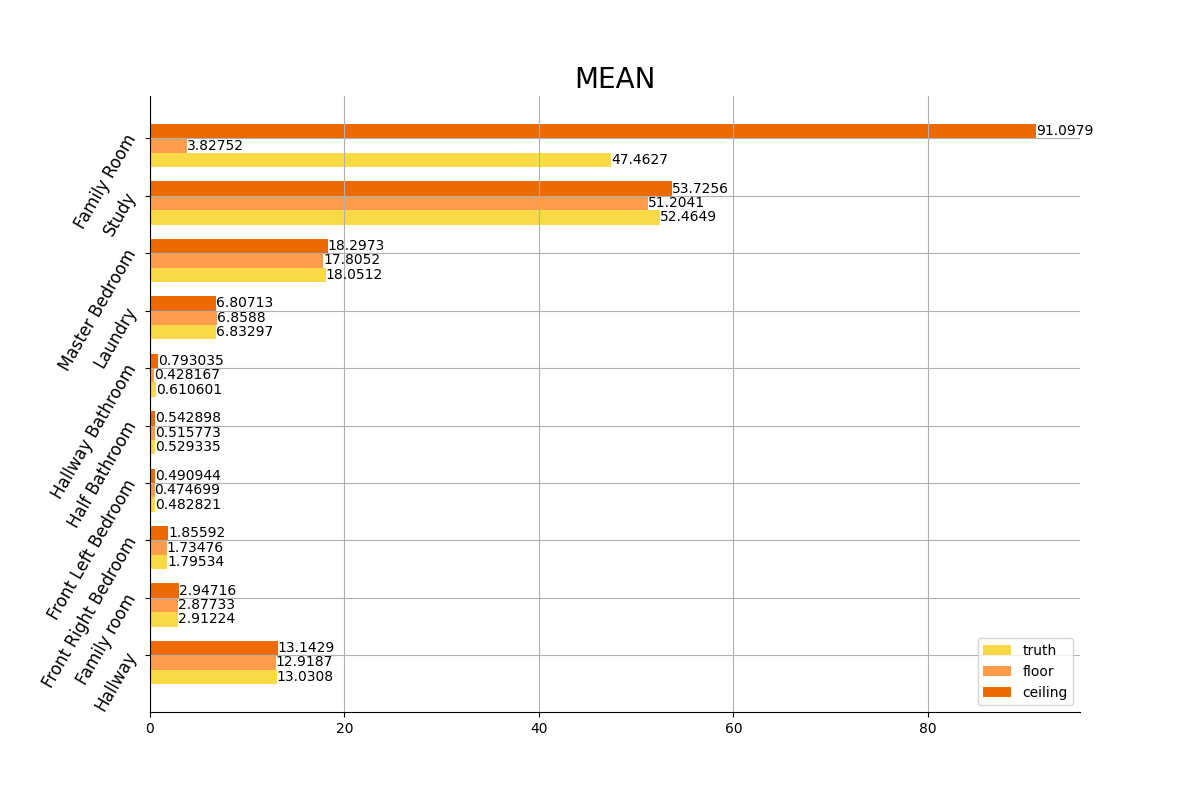 MEAN
Family Room
91.0979
3.82752
47.4627
Study
53.7256
51.2041
52.4649
Master Bedroom
18.2973
17.8052
18.0512
Laundry
6.80713
6.8588
6.83297
Hallway Bathroom
0.793035
0.428167
0.610601
Half Bathroom
0.542898
0.515773
0.529335
Front Left Bedroom
0.490944
0.474699
0.482821
Front Right Bedroom
1.85592
1.73476
1.79534
Family room
2.94716
2.87733
2.91224
Hallway
13.1429
12.9187
13.0308
truth
floor
ceiling
0 20 40 60 80